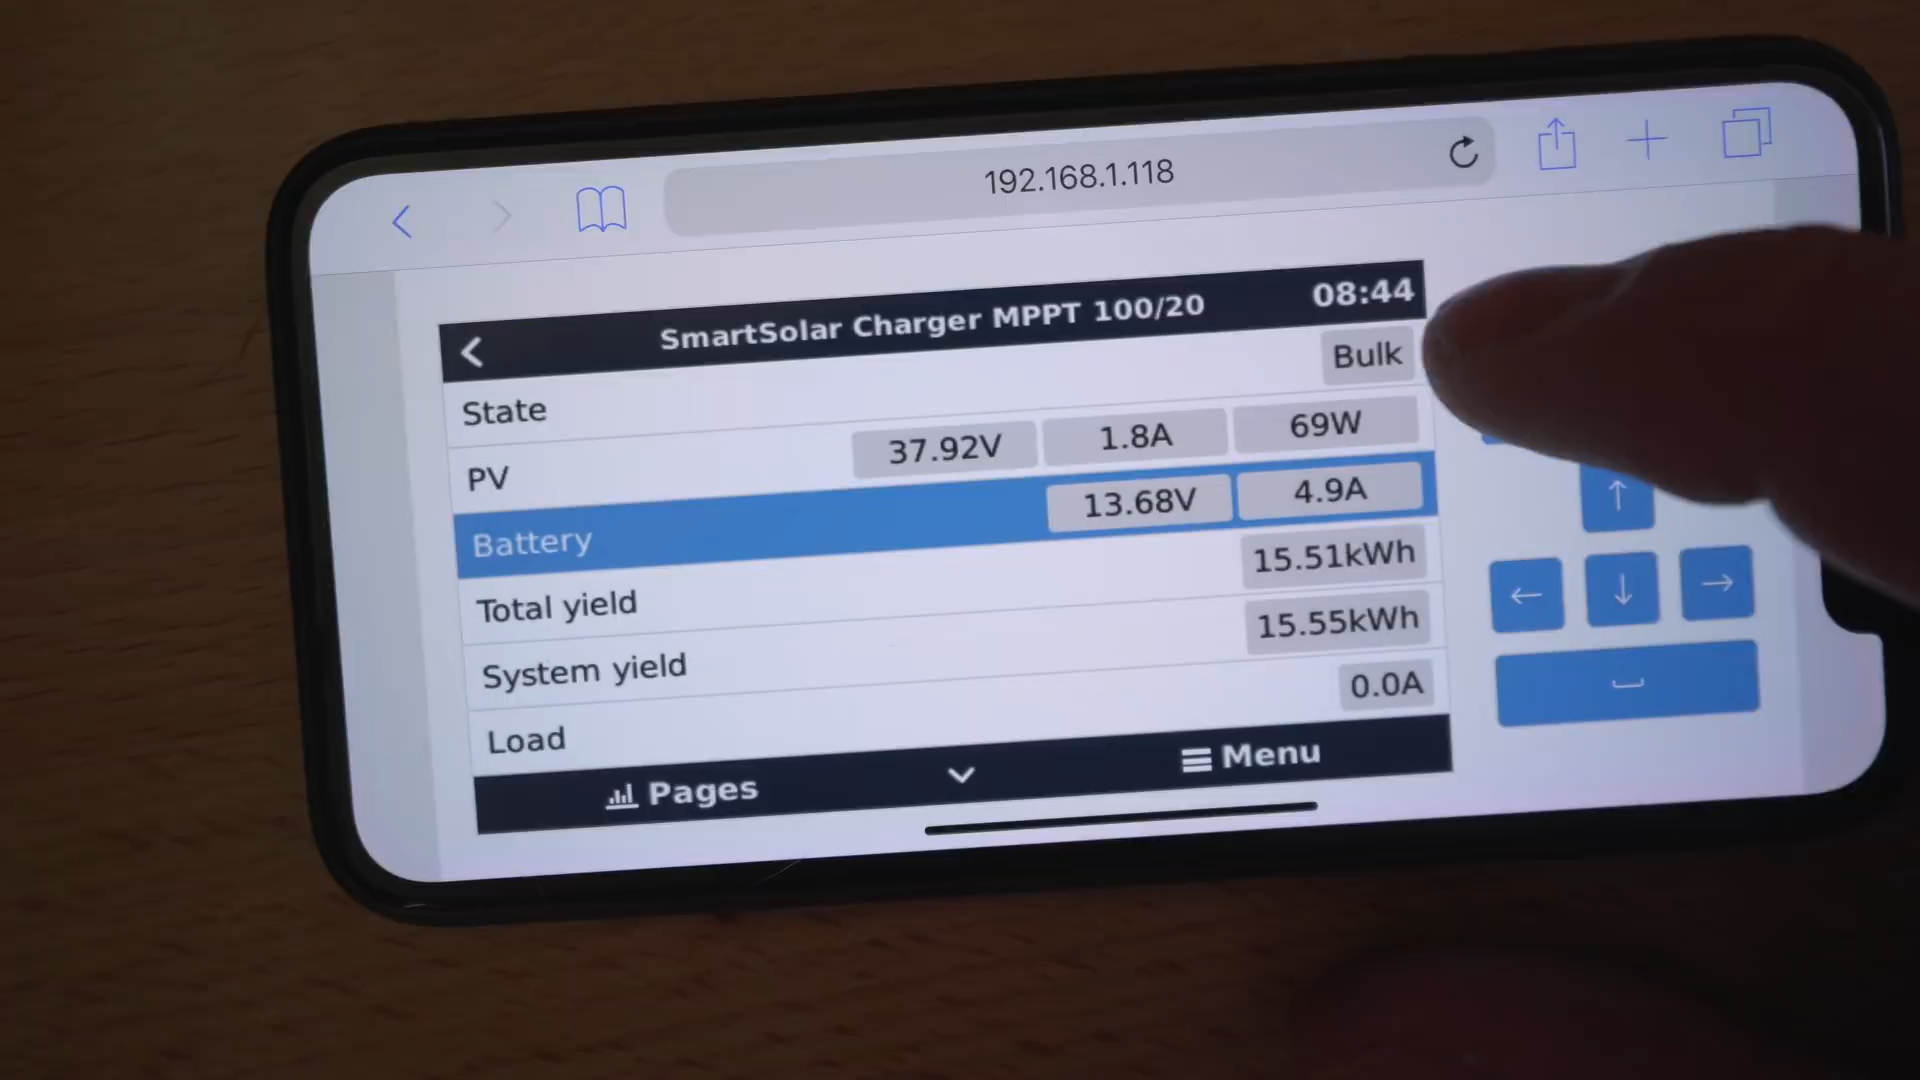 192.168.1.118
SmartSolar Charger MPPT 100/20 08:44
State Bulk
PV 37.92V 1.8A 69W
Battery 13.68V 4.9A
Total yield 15.51kWh
System yield 15.55kWh
Load 0.0A
Pages Menu